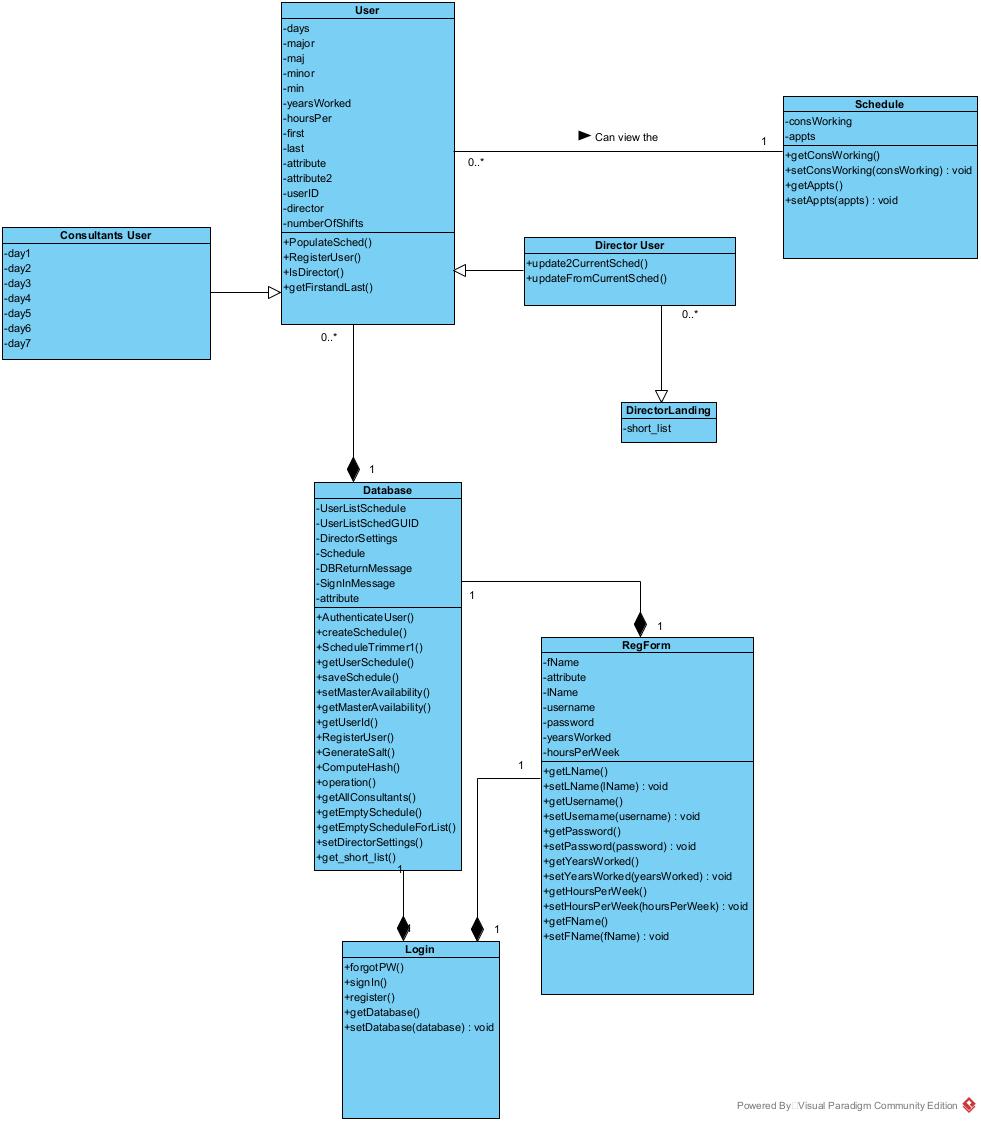 User
-days
-major
-maj
-minor
-min
-yearsWorked
-hoursPer
-first
-last
-attribute
-attribute2
-userID
-director
-numberOfShifts
+PopulateSched()
+RegisterUser()
+IsDirector()
+getFirstandLast()
Can view the
0..*
1
Schedule
-consWorking
-appts
+getConsWorking()
+setConsWorking(consWorking) : void
+getAppts()
+setAppts(appts) : void
Consultants User
-day1
-day2
-day3
-day4
-day5
-day6
-day7
Director User
+update2CurrentSched()
+updateFromCurrentSched()
0..*
0..*
DirectorLanding
-short_list
1
Database
-UserListSchedule
-UserListSchedGUID
-DirectorSettings
-Schedule
-DBReturnMessage
-SignInMessage
-attribute
+AuthenticateUser()
+createSchedule()
+ScheduleTrimmer1()
+getUserSchedule()
+saveSchedule()
+setMasterAvailability()
+getMasterAvailability()
+getUserId()
+RegisterUser()
+GenerateSalt()
+ComputeHash()
+operation()
+getAllConsultants()
+getEmptySchedule()
+getEmptyScheduleForList()
+setDirectorSettings()
+get_short_list()
1
1
RegForm
-fName
-attribute
-lName
-username
-password
-yearsWorked
-hoursPerWeek
+getLName()
+setLName(lName) : void
+getUsername()
+setUsername(username) : void
+getPassword()
+setPassword(password) : void
+getYearsWorked()
+setYearsWorked(yearsWorked) : void
+getHoursPerWeek()
+setHoursPerWeek(hoursPerWeek) : void
+getFName()
+setFName(fName) : void
1
1
1
1
Login
+forgotPW()
+signIn()
+register()
+getDatabase()
+setDatabase(database) : void
Powered By Visual Paradigm Community Edition